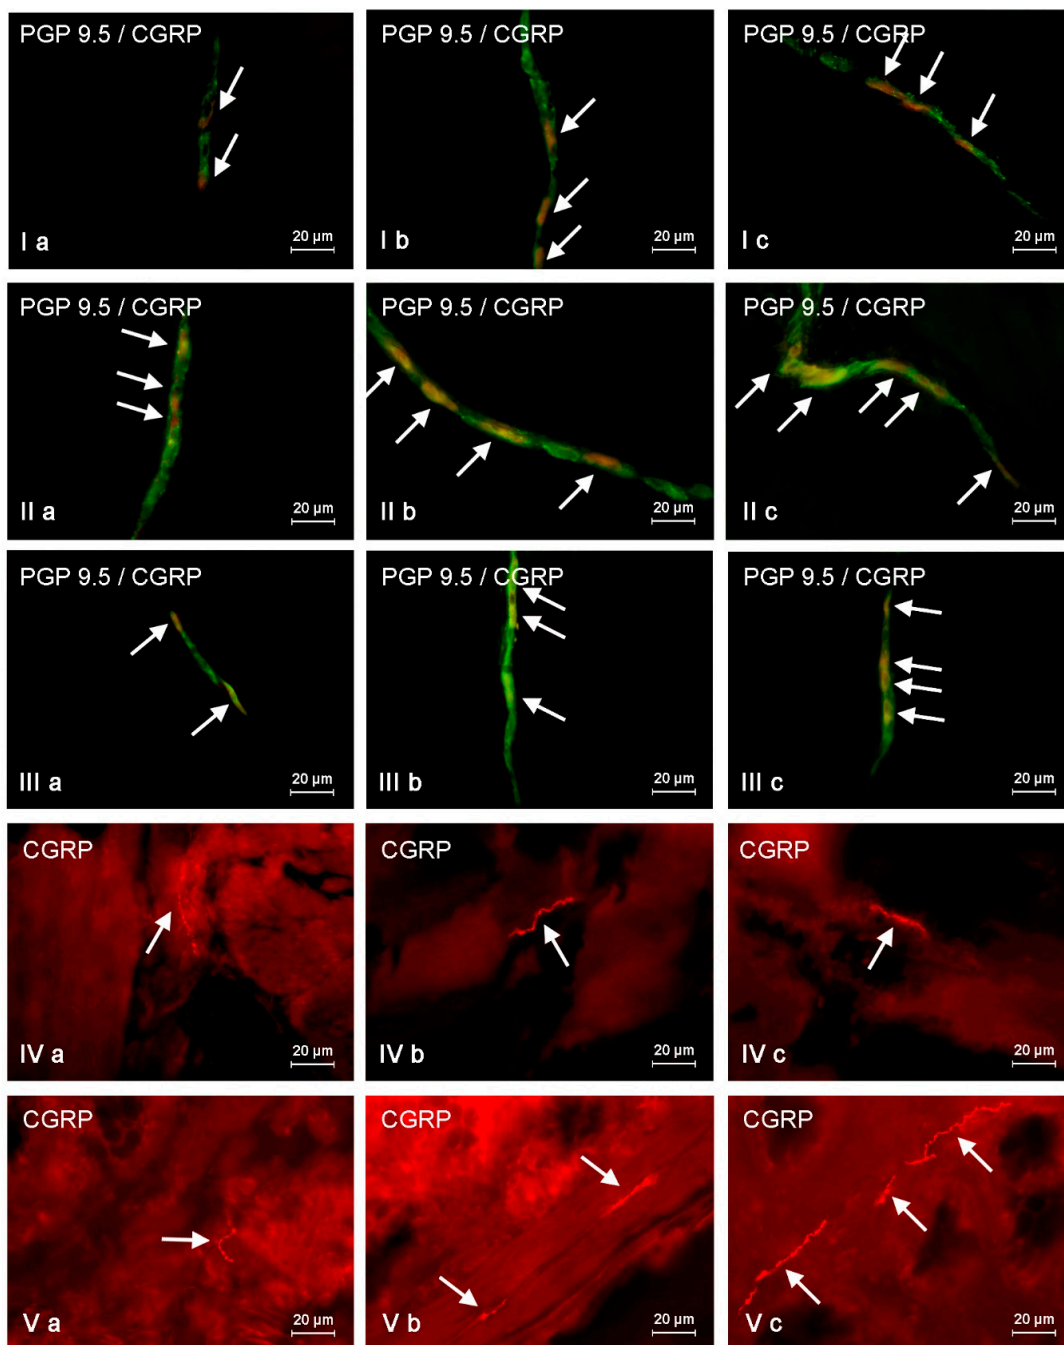 PGP 9.5 / CGRP
I a
20 µm
PGP 9.5 / CGRP
I b
20 µm
PGP 9.5 / CGRP
I c
20 µm
PGP 9.5 / CGRP
II a
20 µm
PGP 9.5 / CGRP
II b
20 µm
PGP 9.5 / CGRP
II c
20 µm
PGP 9.5 / CGRP
III a
20 µm
PGP 9.5 / CGRP
III b
20 µm
PGP 9.5 / CGRP
III c
20 µm
CGRP
IV a
20 µm
CGRP
IV b
20 µm
CGRP
IV c
20 µm
CGRP
V a
20 µm
CGRP
V b
20 µm
CGRP
V c
20 µm